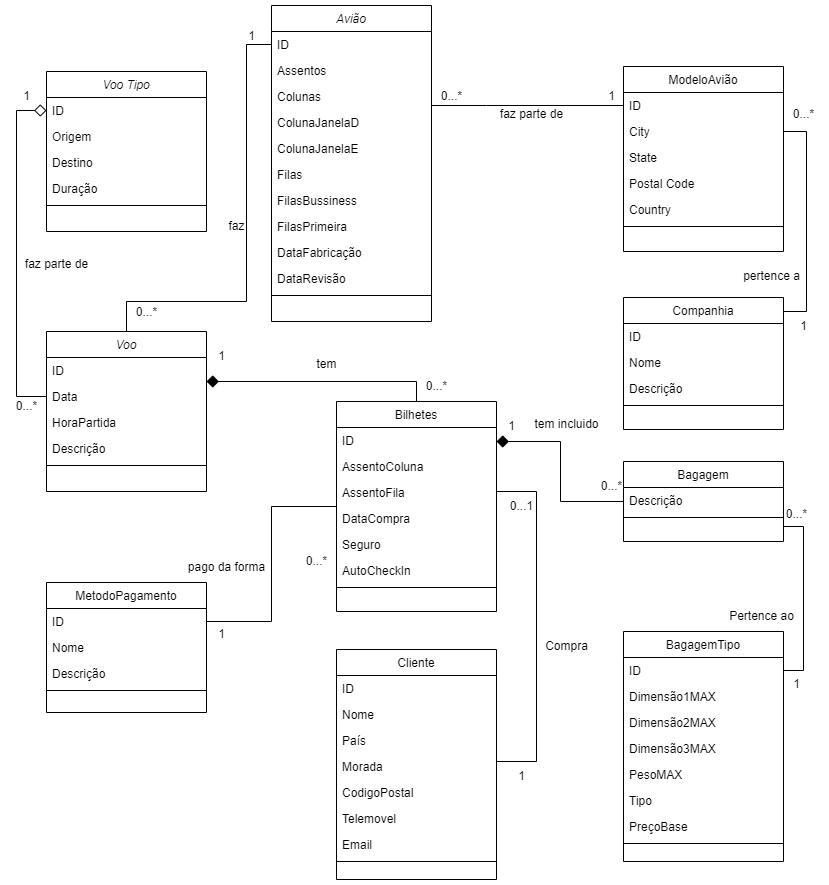 Avião
ID
Assentos
Colunas
ColunaJanelaD
ColunaJanelaE
Filas
FilasBussiness
FilasPrimeira
DataFabricação
DataRevisão
1
Voo Tipo
ID
Origem
Destino
Duração
1
faz parte de
0...*
faz
0...*
0...*
1
faz parte de
ModeloAvião
ID
City
State
Postal Code
Country
0...*
pertence a
1
Companhia
ID
Nome
Descrição
Voo
ID
Data
HoraPartida
Descrição
1
tem
0...*
Bilhetes
ID
AssentoColuna
AssentoFila
DataCompra
Seguro
AutoCheckIn
1
tem incluido
0...*
Bagagem
Descrição
0...*
Pertence ao
1
0...1
Compra
1
0...*
pago da forma
1
MetodoPagamento
ID
Nome
Descrição
Cliente
ID
Nome
País
Morada
CodigoPostal
Telemovel
Email
BagagemTipo
ID
Dimensão1MAX
Dimensão2MAX
Dimensão3MAX
PesoMAX
Tipo
PreçoBase